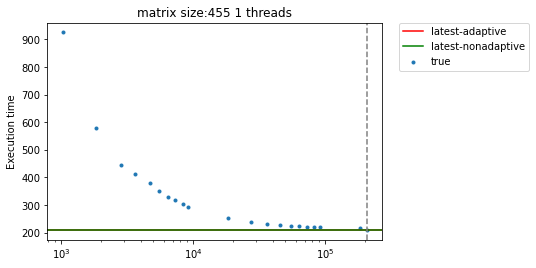 matrix size:455 1 threads
Execution time
900
800
700
600
500
400
300
200
10³
10⁴
10⁵
latest-adaptive
latest-nonadaptive
true